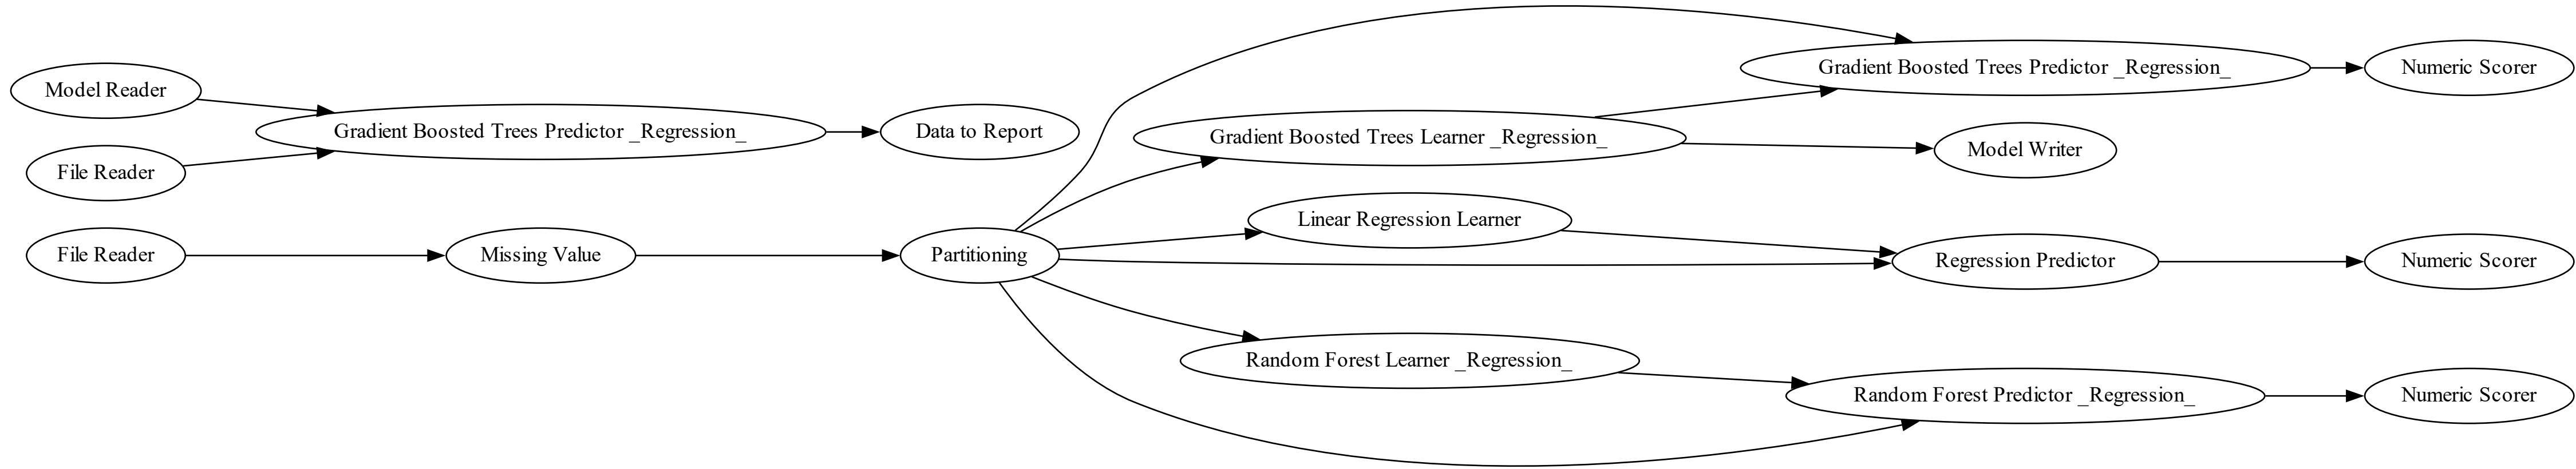 Model Reader
File Reader
Gradient Boosted Trees Predictor _Regression_
Data to Report
File Reader
Missing Value
Partitioning
Gradient Boosted Trees Learner _Regression_
Linear Regression Learner
Random Forest Learner _Regression_
Gradient Boosted Trees Predictor _Regression_
Model Writer
Regression Predictor
Random Forest Predictor _Regression_
Numeric Scorer
Numeric Scorer
Numeric Scorer